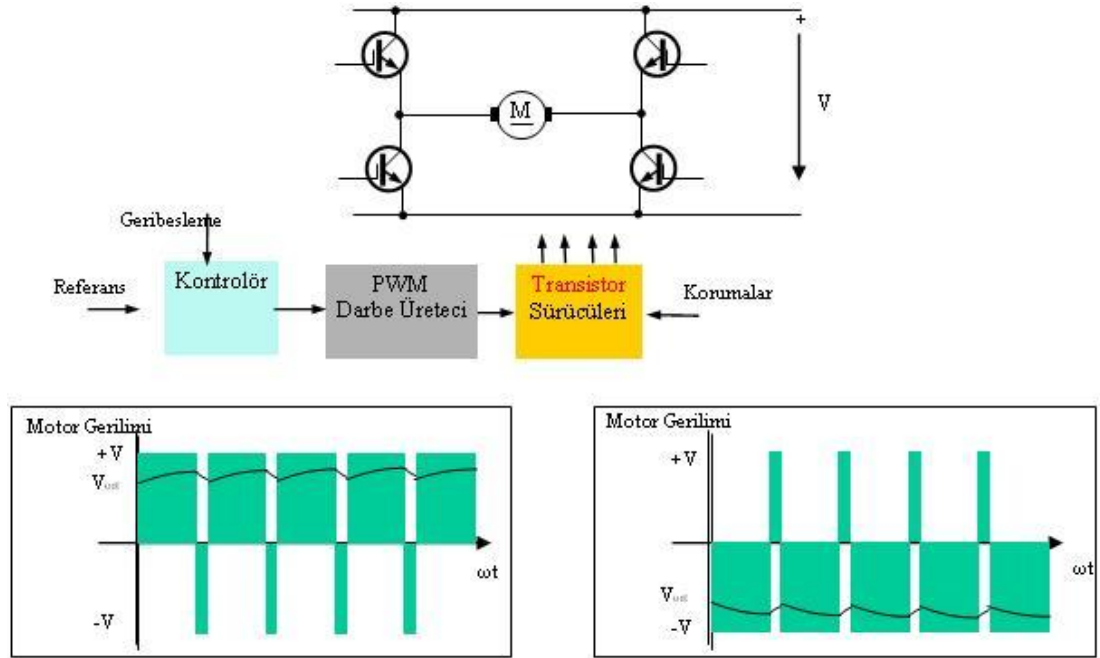 +
V
M
Geribesleme
Referans
Kontrolör
PWM
Darbe Üreteci
Transistor
Sürücüleri
Korumalar
Motor Gerilimi
+V
Vort
-V
ωt
Motor Gerilimi
+V
Vort
-V
ωt